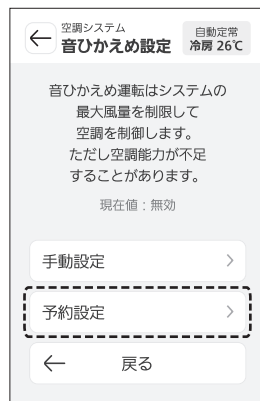 空調システム
音ひかえめ設定
自動定常
冷房 26℃
音ひかえめ運転はシステムの
最大風量を制限して
空調を制御します。
ただし空調能力が不足
することがあります。
現在値：無効
手動設定
予約設定
戻る